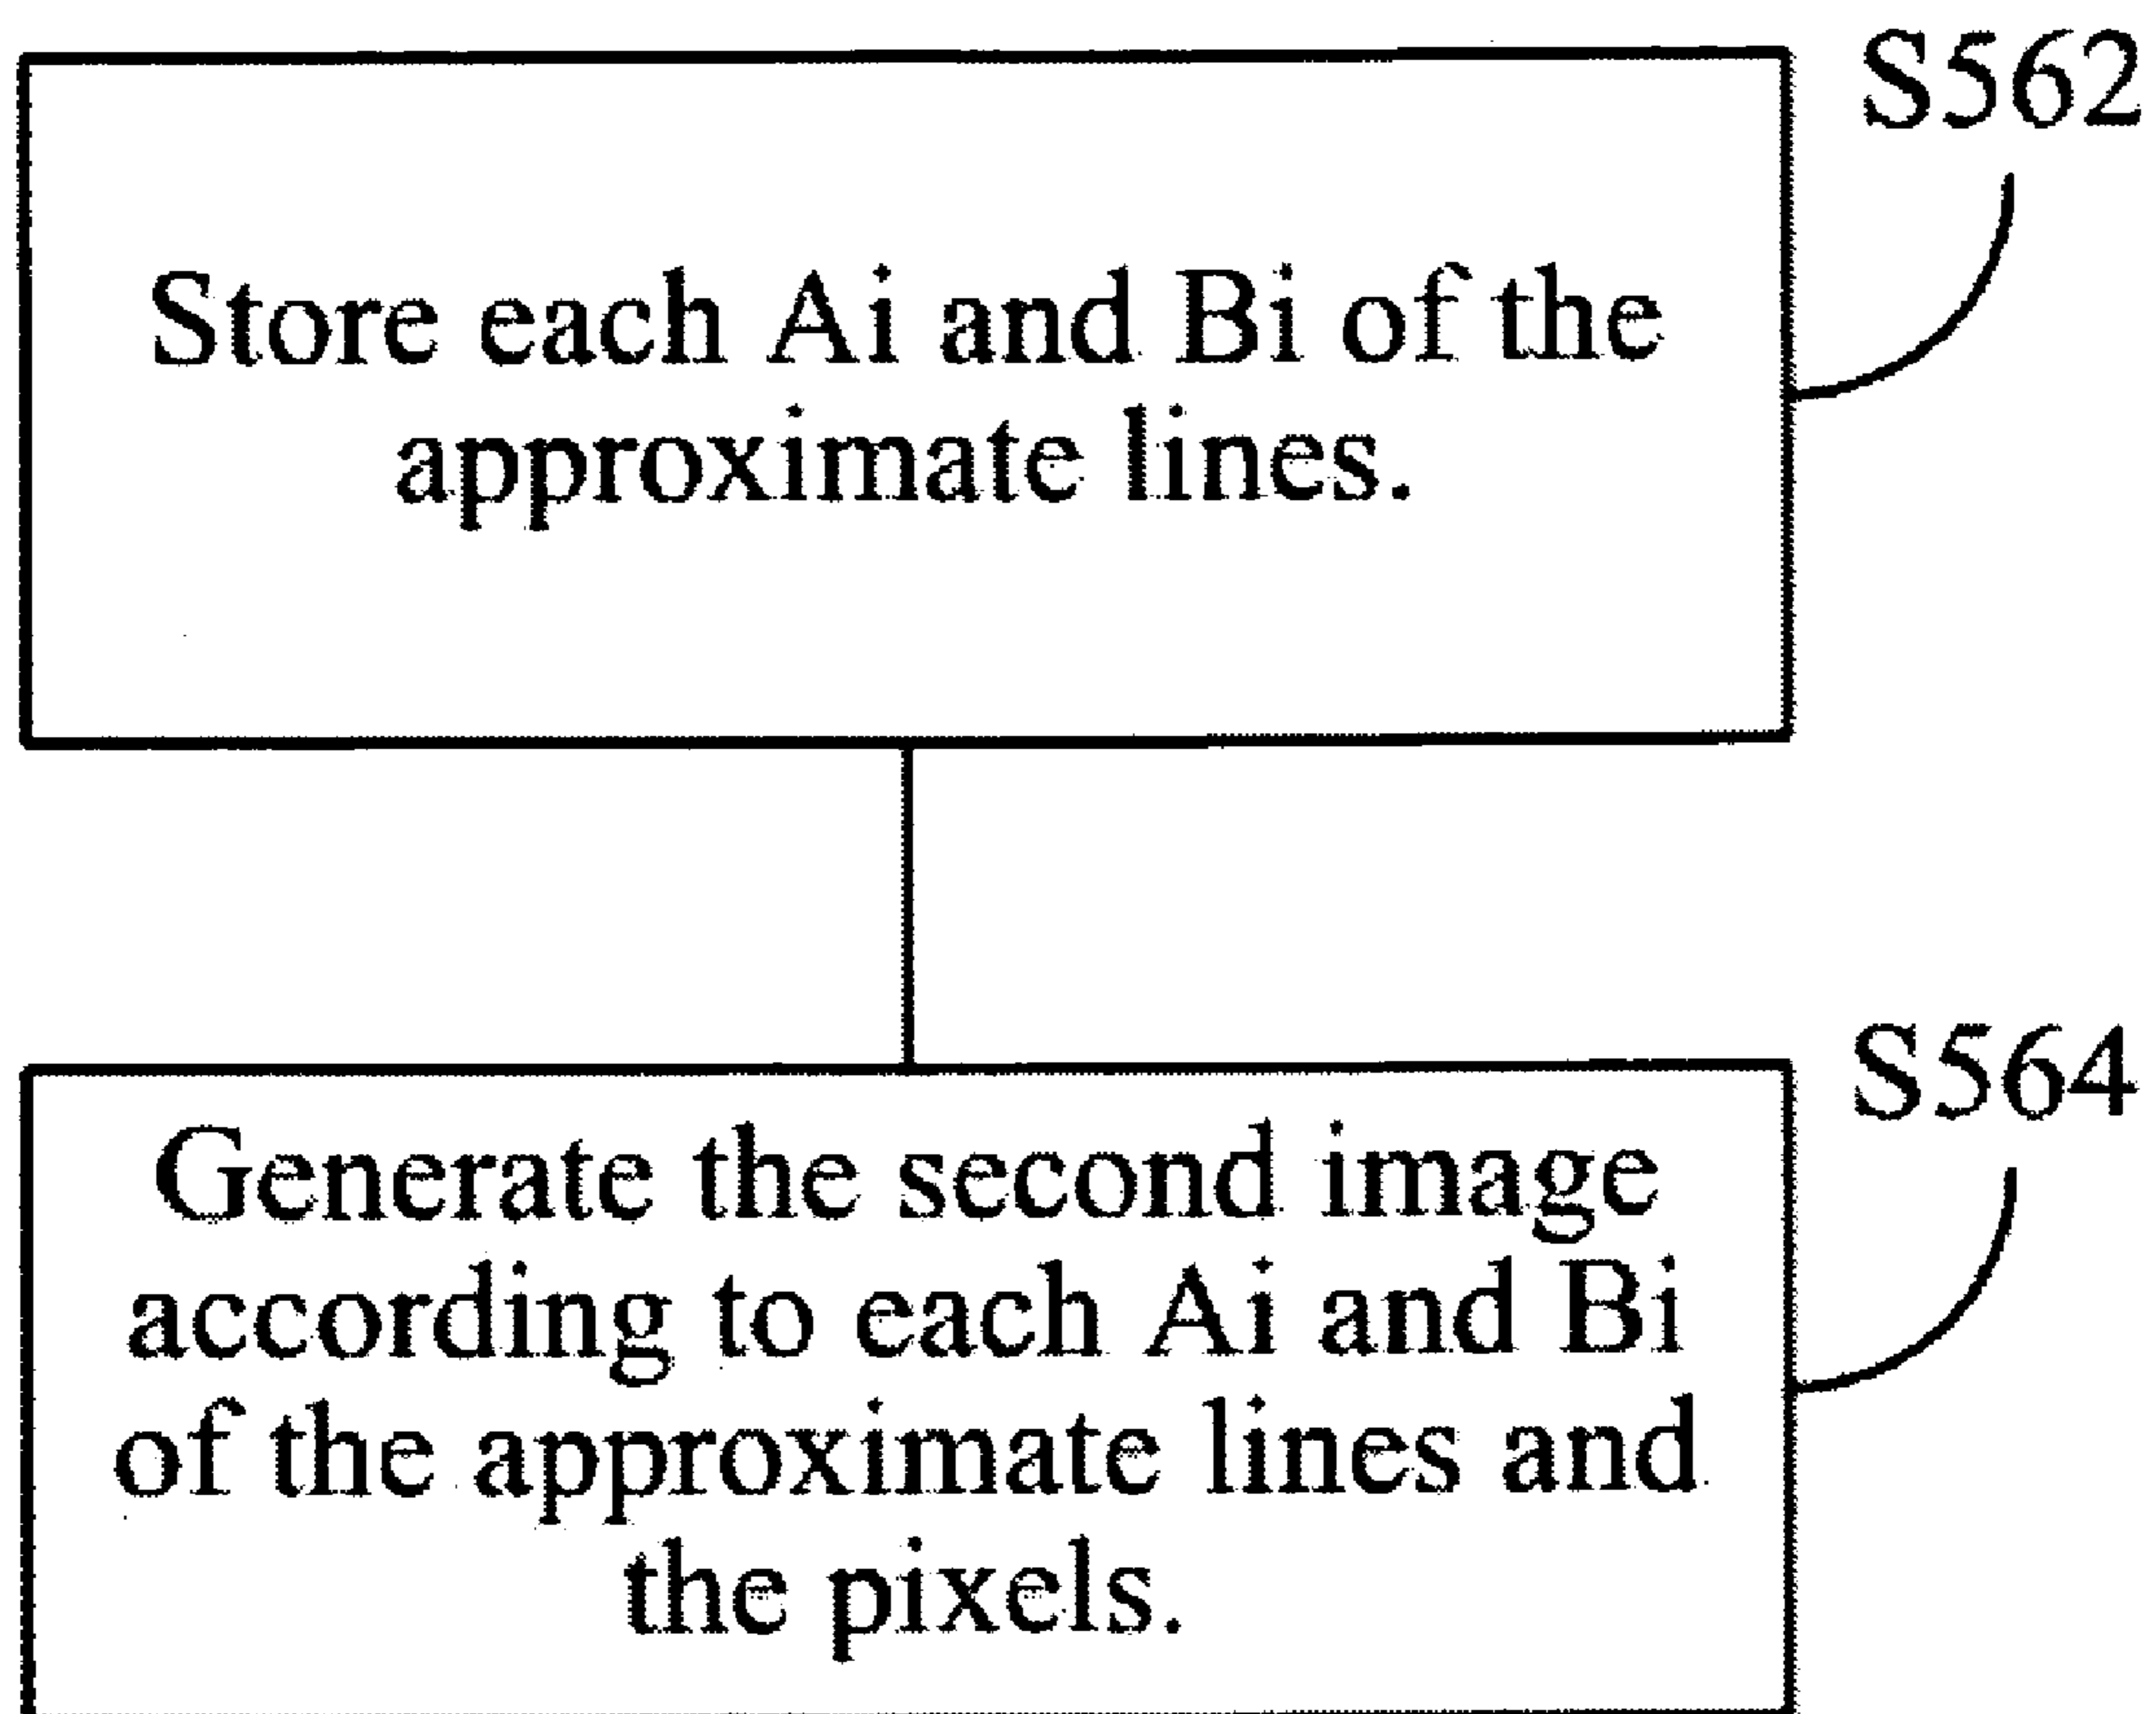 S562
Store each Ai and Bi of the
approximate lines.
S564
Generate the second image
according to each Ai and Bi
of the approximate lines and
the pixels.